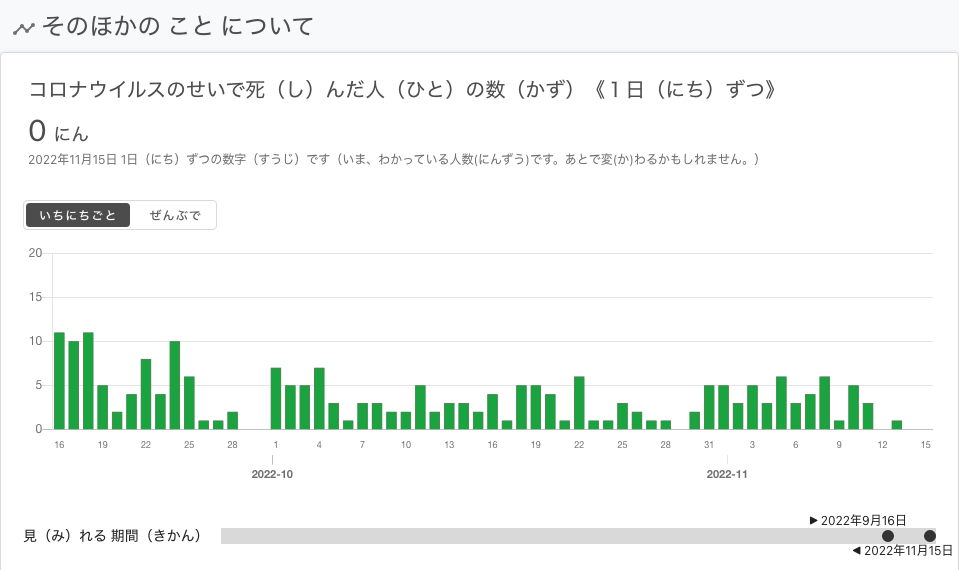 そのほかの こと について
コロナウイルスのせいで死（し）んだ人（ひと）の数（かず）《１日（にち）ずつ》
0 にん
2022年11月15日 1日（にち）ずつの数字（すうじ）です（いま、わかっている人数(にんずう)です。あとで変(か)わるかもしれません。）
いちにちごと ぜんぶで
20
15
10
5
0
16 19 22 25 28 1 4 7 10 13 16 19 22 25 28 31 3 6 9 12 15
2022-10 2022-11
▶ 2022年9月16日
見（み）れる 期間（きかん）
◀ 2022年11月15日